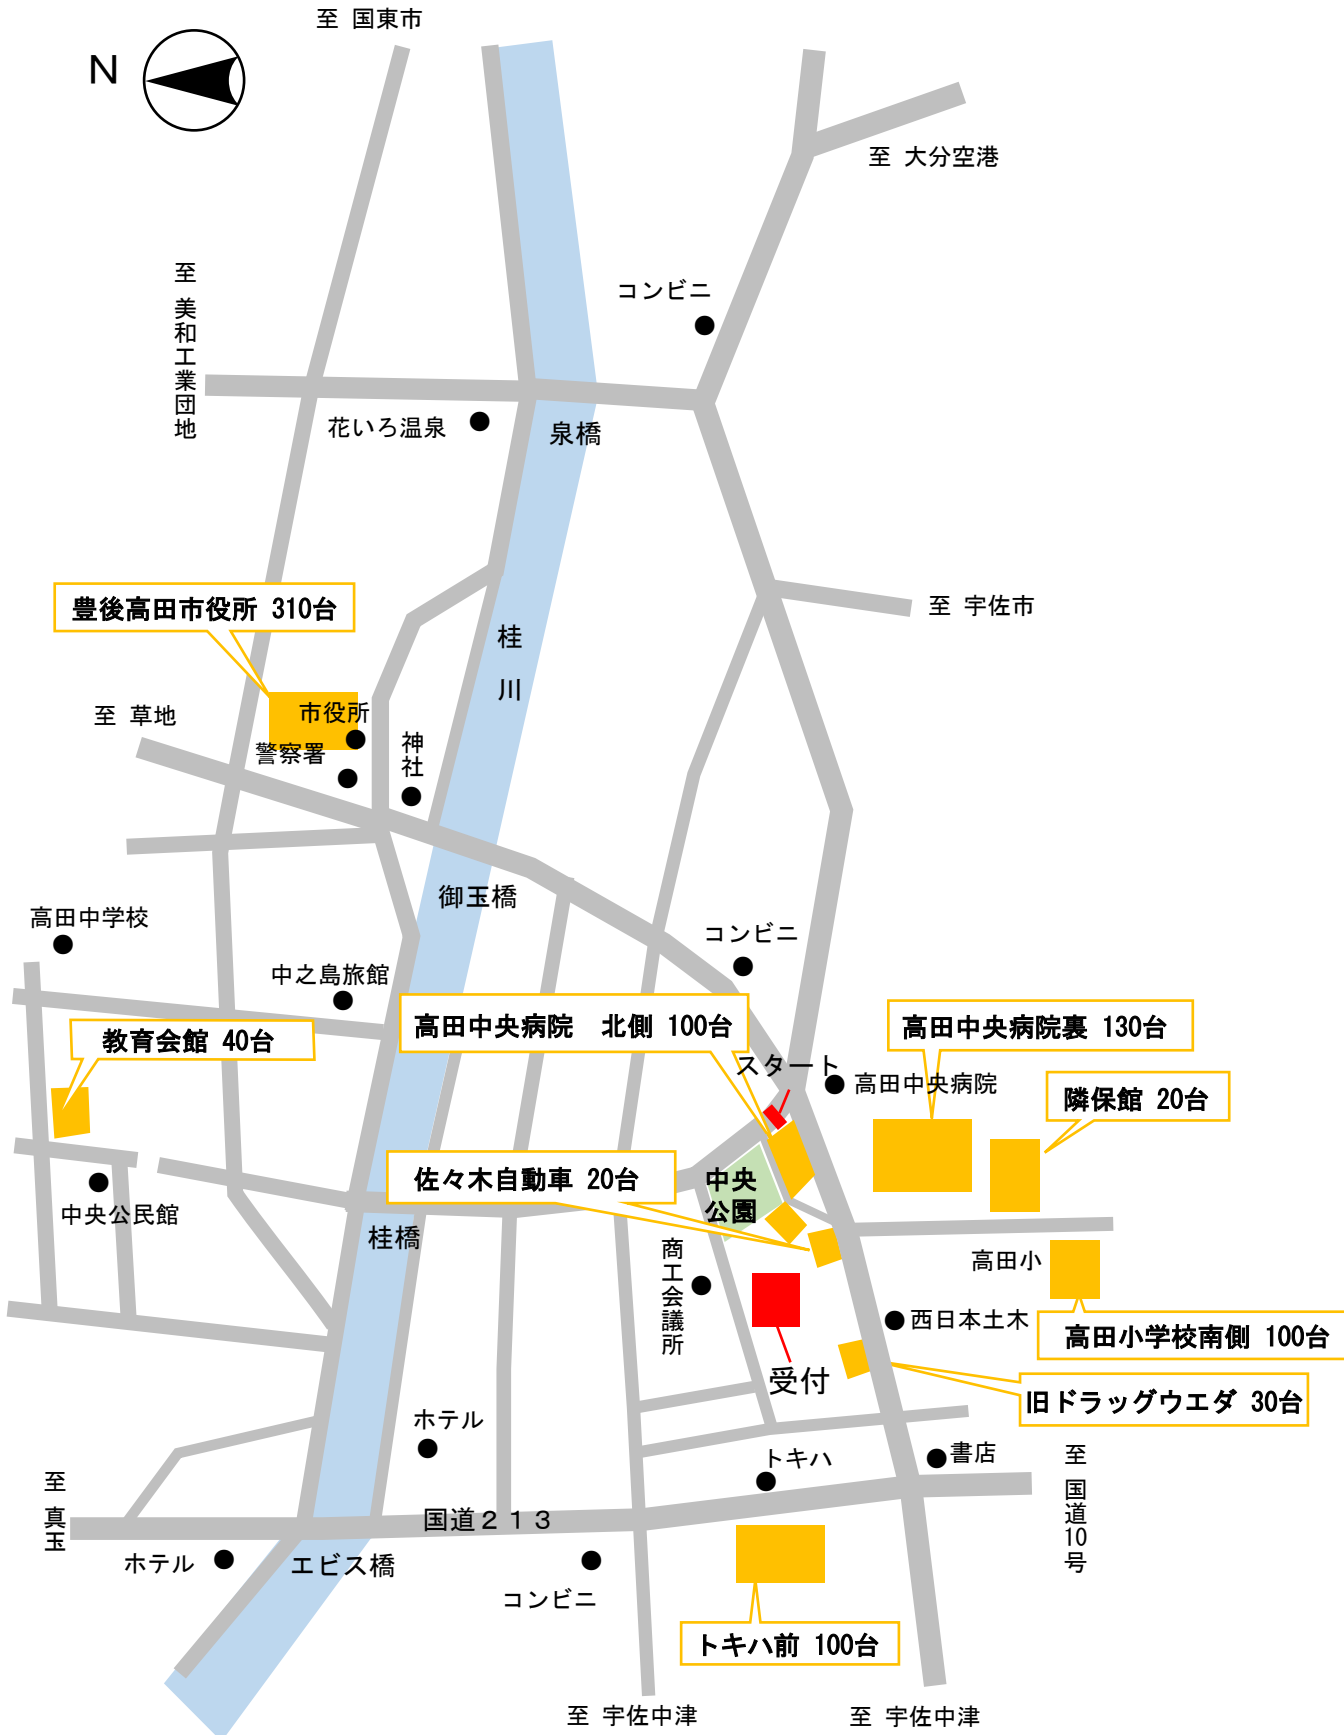 至 国東市
N
至 大分空港
至 美和工業団地
コンビニ
花いろ温泉
泉橋
豊後高田市役所 310台
至 宇佐市
桂川
至 草地
市役所
警察署
神社
御玉橋
高田中学校
コンビニ
中之島旅館
高田中央病院 北側 100台
高田中央病院裏 130台
教育会館 40台
スタート
高田中央病院
隣保館 20台
佐々木自動車 20台
中央
公園
中央公民館
桂橋
商工会議所
高田小
西日本土木
高田小学校南側 100台
受付
旧ドラッグウエダ 30台
ホテル
トキハ
書店
至 国道10号
至 真玉
国道213
ホテル
エビス橋
コンビニ
トキハ前 100台
至 宇佐中津
至 宇佐中津